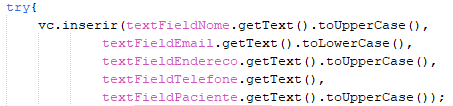 try{
vc.inserir(textFieldNome.getText().toUpperCase(),
textFieldEmail.getText().toLowerCase(),
textFieldEndereco.getText().toUpperCase(),
textFieldTelefone.getText(),
textFieldPaciente.getText().toUpperCase());